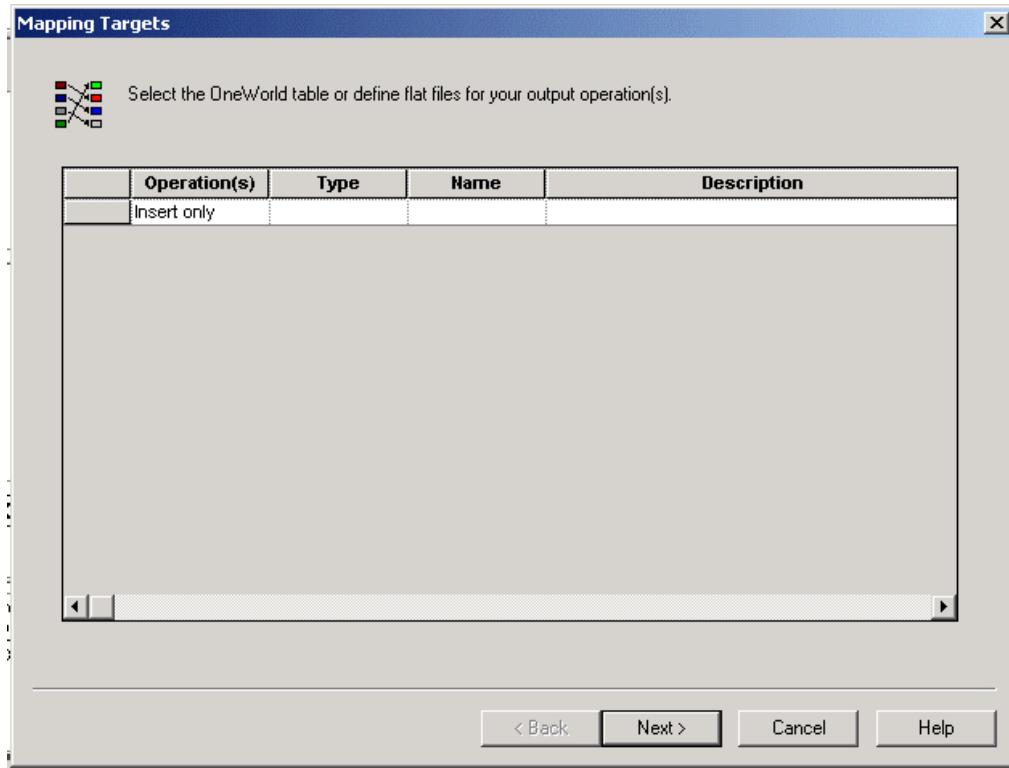 Mapping Targets
Select the OneWorld table or define flat files for your output operation(s).
Operation(s) Type Name Description
Insert only
< Back Next > Cancel Help